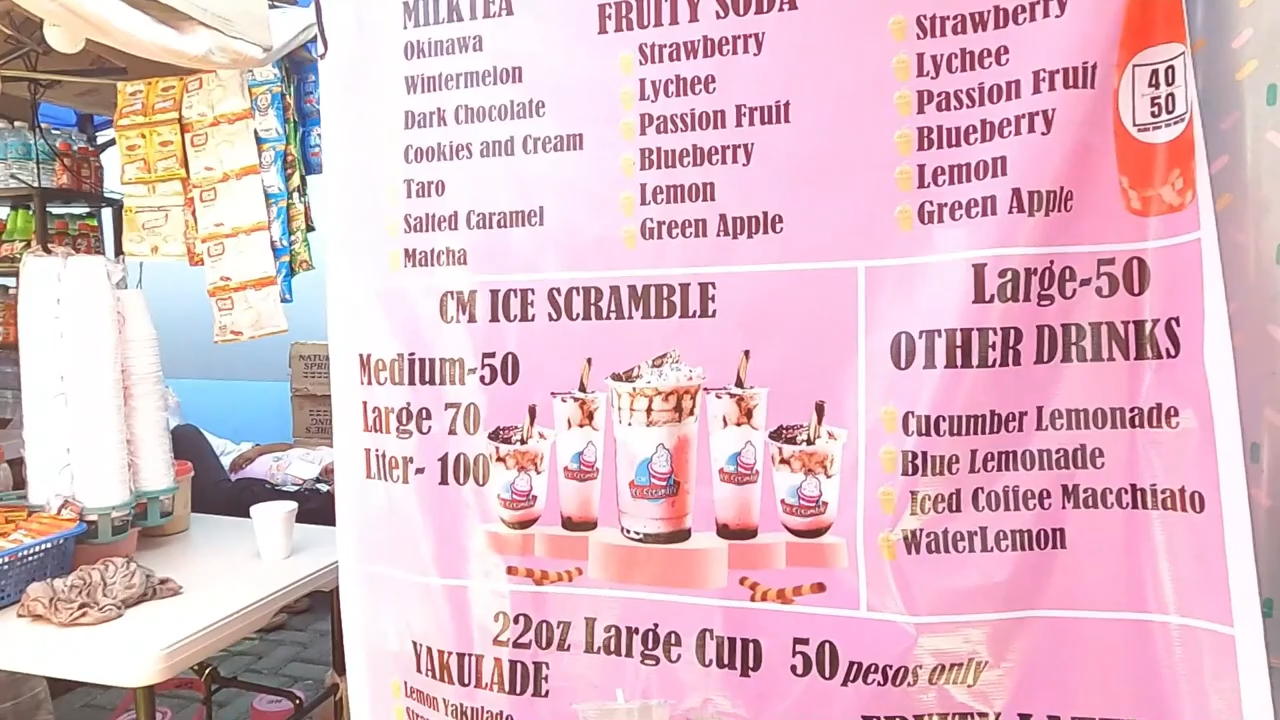 MILKTEA
Okinawa
Wintermelon
Dark Chocolate
Cookies and Cream
Taro
Salted Caramel
Matcha
FRUITY SODA
Strawberry
Lychee
Passion Fruit
Blueberry
Lemon
Green Apple
Strawberry
Lychee
Passion Fruit
Blueberry
Lemon
Green Apple
40
50
CM ICE SCRAMBLE
Medium-50
Large 70
Liter- 100
Large-50
OTHER DRINKS
Cucumber Lemonade
Blue Lemonade
Iced Coffee Macchiato
WaterLemon
22oz Large Cup 50 pesos only
YAKULADE
Lemon Yakulade